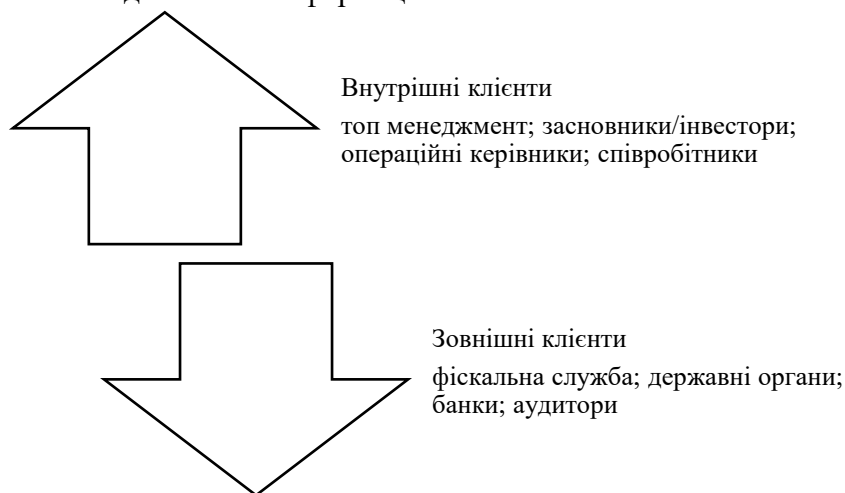 Внутрішні клієнти
топ менеджмент; засновники/інвестори;
операційні керівники; співробітники
Зовнішні клієнти
фіскальна служба; державні органи;
банки; аудитори